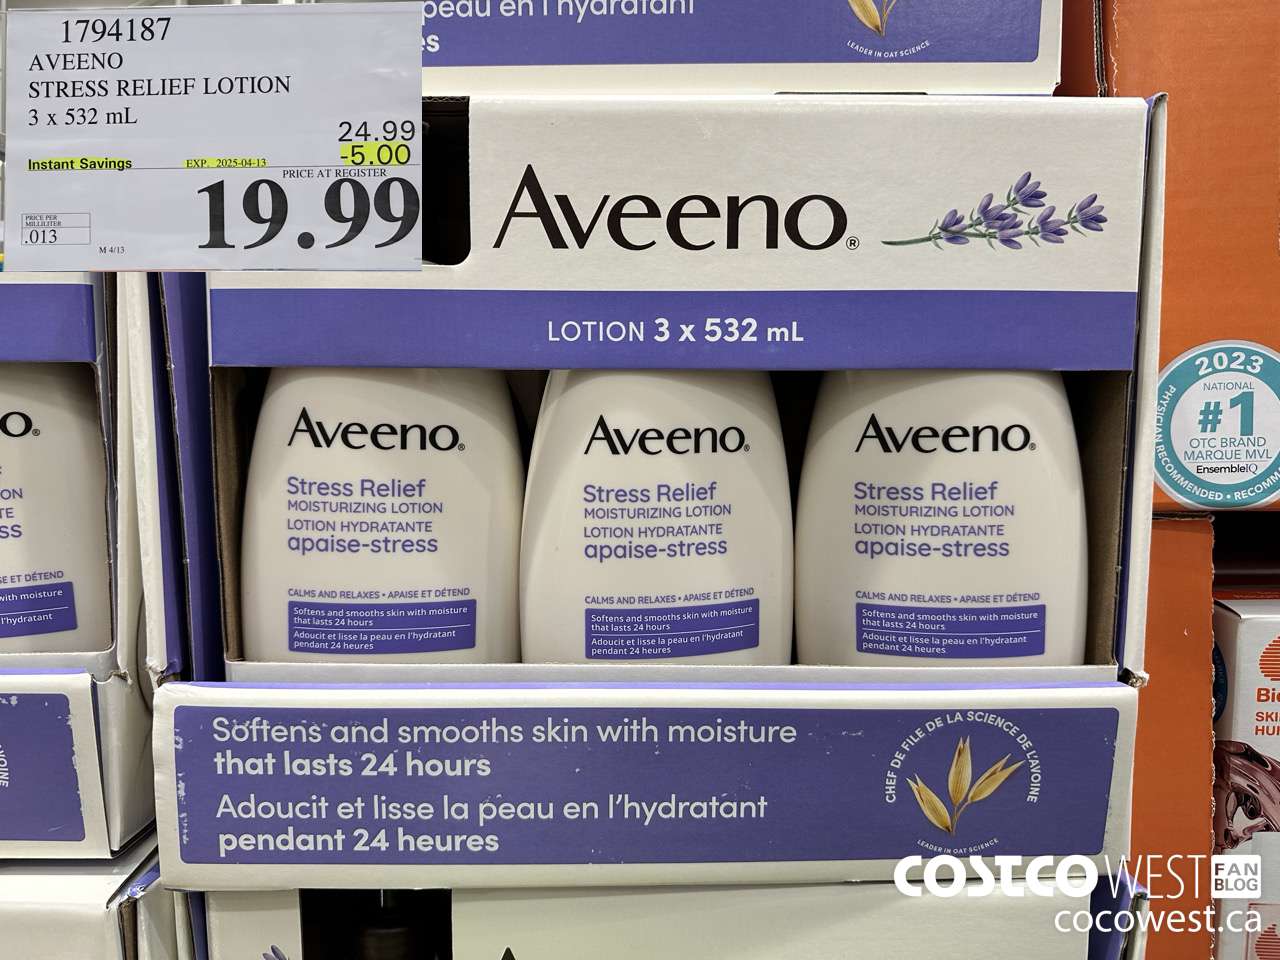 1794187
AVEENO
STRESS RELIEF LOTION
3 x 532 mL
24.99
Instant Savings EXP. 2025-04-13 -5.00
PRICE AT REGISTER
19.99
PRICE PER
MILLILITER
.013
M 4/13
peau en l'hydratant
LEADER IN OAT SCIENCE
Aveeno®
LOTION 3 x 532 mL
Aveeno®
Stress Relief
MOISTURIZING LOTION
LOTION HYDRATANTE
apaise-stress
CALMS AND RELAXES • APAISE ET DÉTEND
Softens and smooths skin with moisture
that lasts 24 hours
Adoucit et lisse la peau en l'hydratant
pendant 24 heures
Aveeno®
Stress Relief
MOISTURIZING LOTION
LOTION HYDRATANTE
apaise-stress
CALMS AND RELAXES • APAISE ET DÉTEND
Softens and smooths skin with moisture
that lasts 24 hours
Adoucit et lisse la peau en l'hydratant
pendant 24 heures
Aveeno®
Stress Relief
MOISTURIZING LOTION
LOTION HYDRATANTE
apaise-stress
CALMS AND RELAXES • APAISE ET DÉTEND
Softens and smooths skin with moisture
that lasts 24 hours
Adoucit et lisse la peau en l'hydratant
pendant 24 heures
ET DÉTEND
with moisture
l'hydratant
2023
NATIONAL
#1
OTC BRAND
MARQUE MVL
EnsembleIQ
PHYSICIAN RECOMMENDED
Softens and smooths skin with moisture
that lasts 24 hours
Adoucit et lisse la peau en l'hydratant
pendant 24 heures
CHEF DE FILE DE LA SCIENCE DE L'AVOINE
LEADER IN OAT SCIENCE
COSTCO WEST FAN BLOG
cocowest.ca